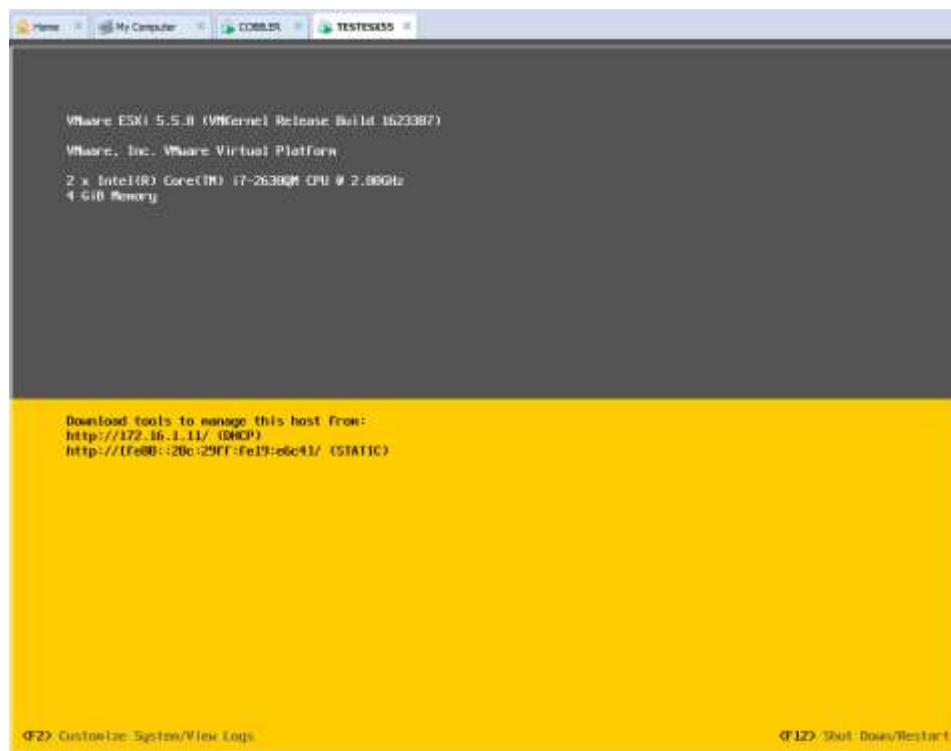 Home
My Computer
COBBLER
TESTESX55
VMware ESXi 5.5.0 (VMKernel Release Build 1623387)
VMware, Inc. VMware Virtual Platform
2 x Intel(R) Core(TM) i7-2630QM CPU @ 2.00GHz
4 GiB Memory
Download tools to manage this host from:
http://172.16.1.11/ (DHCP)
http://[fe80::20c:29ff:fe19:e6c4]/ (STATIC)
<F2> Customize System/View Logs
<F12> Shut Down/Restart